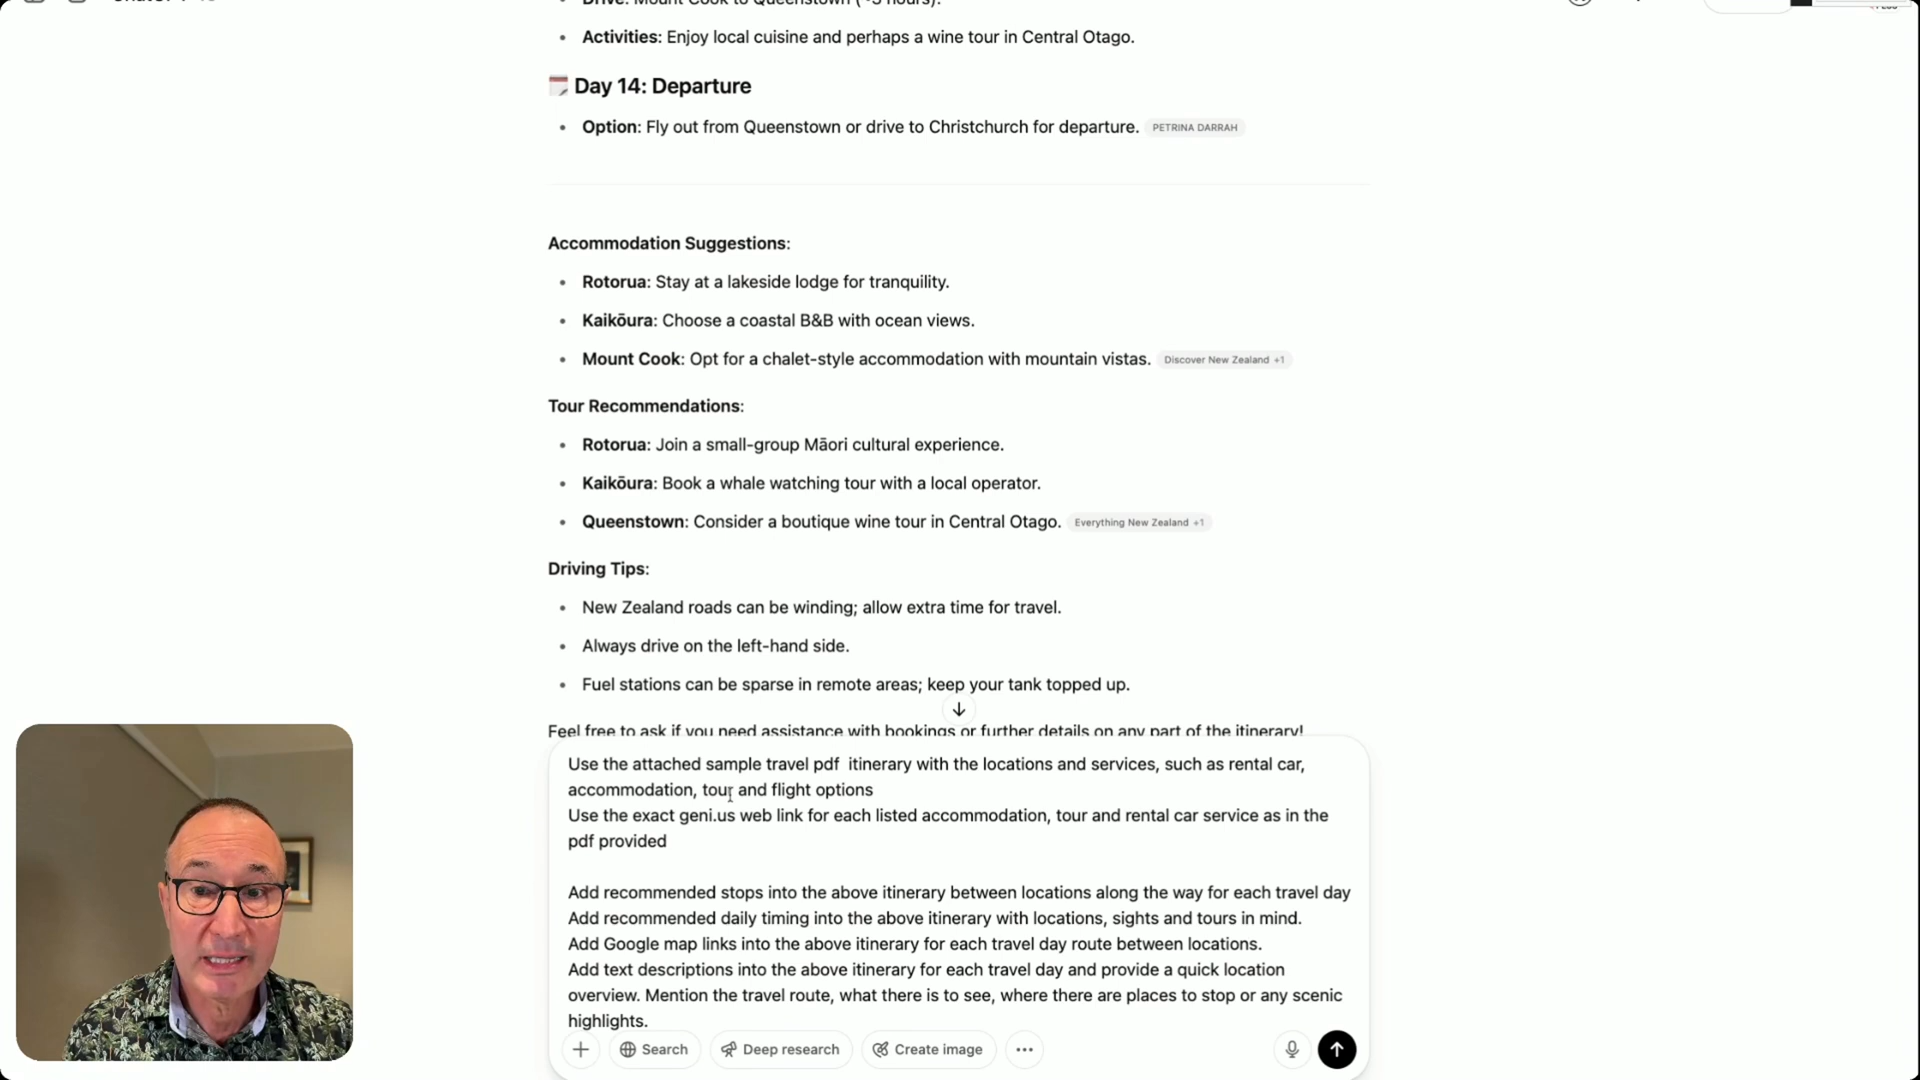 Activities: Enjoy local cuisine and perhaps a wine tour in Central Otago.
Day 14: Departure
Option: Fly out from Queenstown or drive to Christchurch for departure. PETRINA DARRAH
Accommodation Suggestions:
Rotorua: Stay at a lakeside lodge for tranquility.
Kaikōura: Choose a coastal B&B with ocean views.
Mount Cook: Opt for a chalet-style accommodation with mountain vistas. Discover New Zealand +1
Tour Recommendations:
Rotorua: Join a small-group Māori cultural experience.
Kaikōura: Book a whale watching tour with a local operator.
Queenstown: Consider a boutique wine tour in Central Otago. Everything New Zealand +1
Driving Tips:
New Zealand roads can be winding; allow extra time for travel.
Always drive on the left-hand side.
Fuel stations can be sparse in remote areas; keep your tank topped up.
Feel free to ask if you need assistance with bookings or further details on any part of the itinerary!
Use the attached sample travel pdf  itinerary with the locations and services, such as rental car,
accommodation, tour and flight options
Use the exact geni.us web link for each listed accommodation, tour and rental car service as in the
pdf provided
Add recommended stops into the above itinerary between locations along the way for each travel day
Add recommended daily timing into the above itinerary with locations, sights and tours in mind.
Add Google map links into the above itinerary for each travel day route between locations.
Add text descriptions into the above itinerary for each travel day and provide a quick location
overview. Mention the travel route, what there is to see, where there are places to stop or any scenic
highlights.
Search
Deep research
Create image